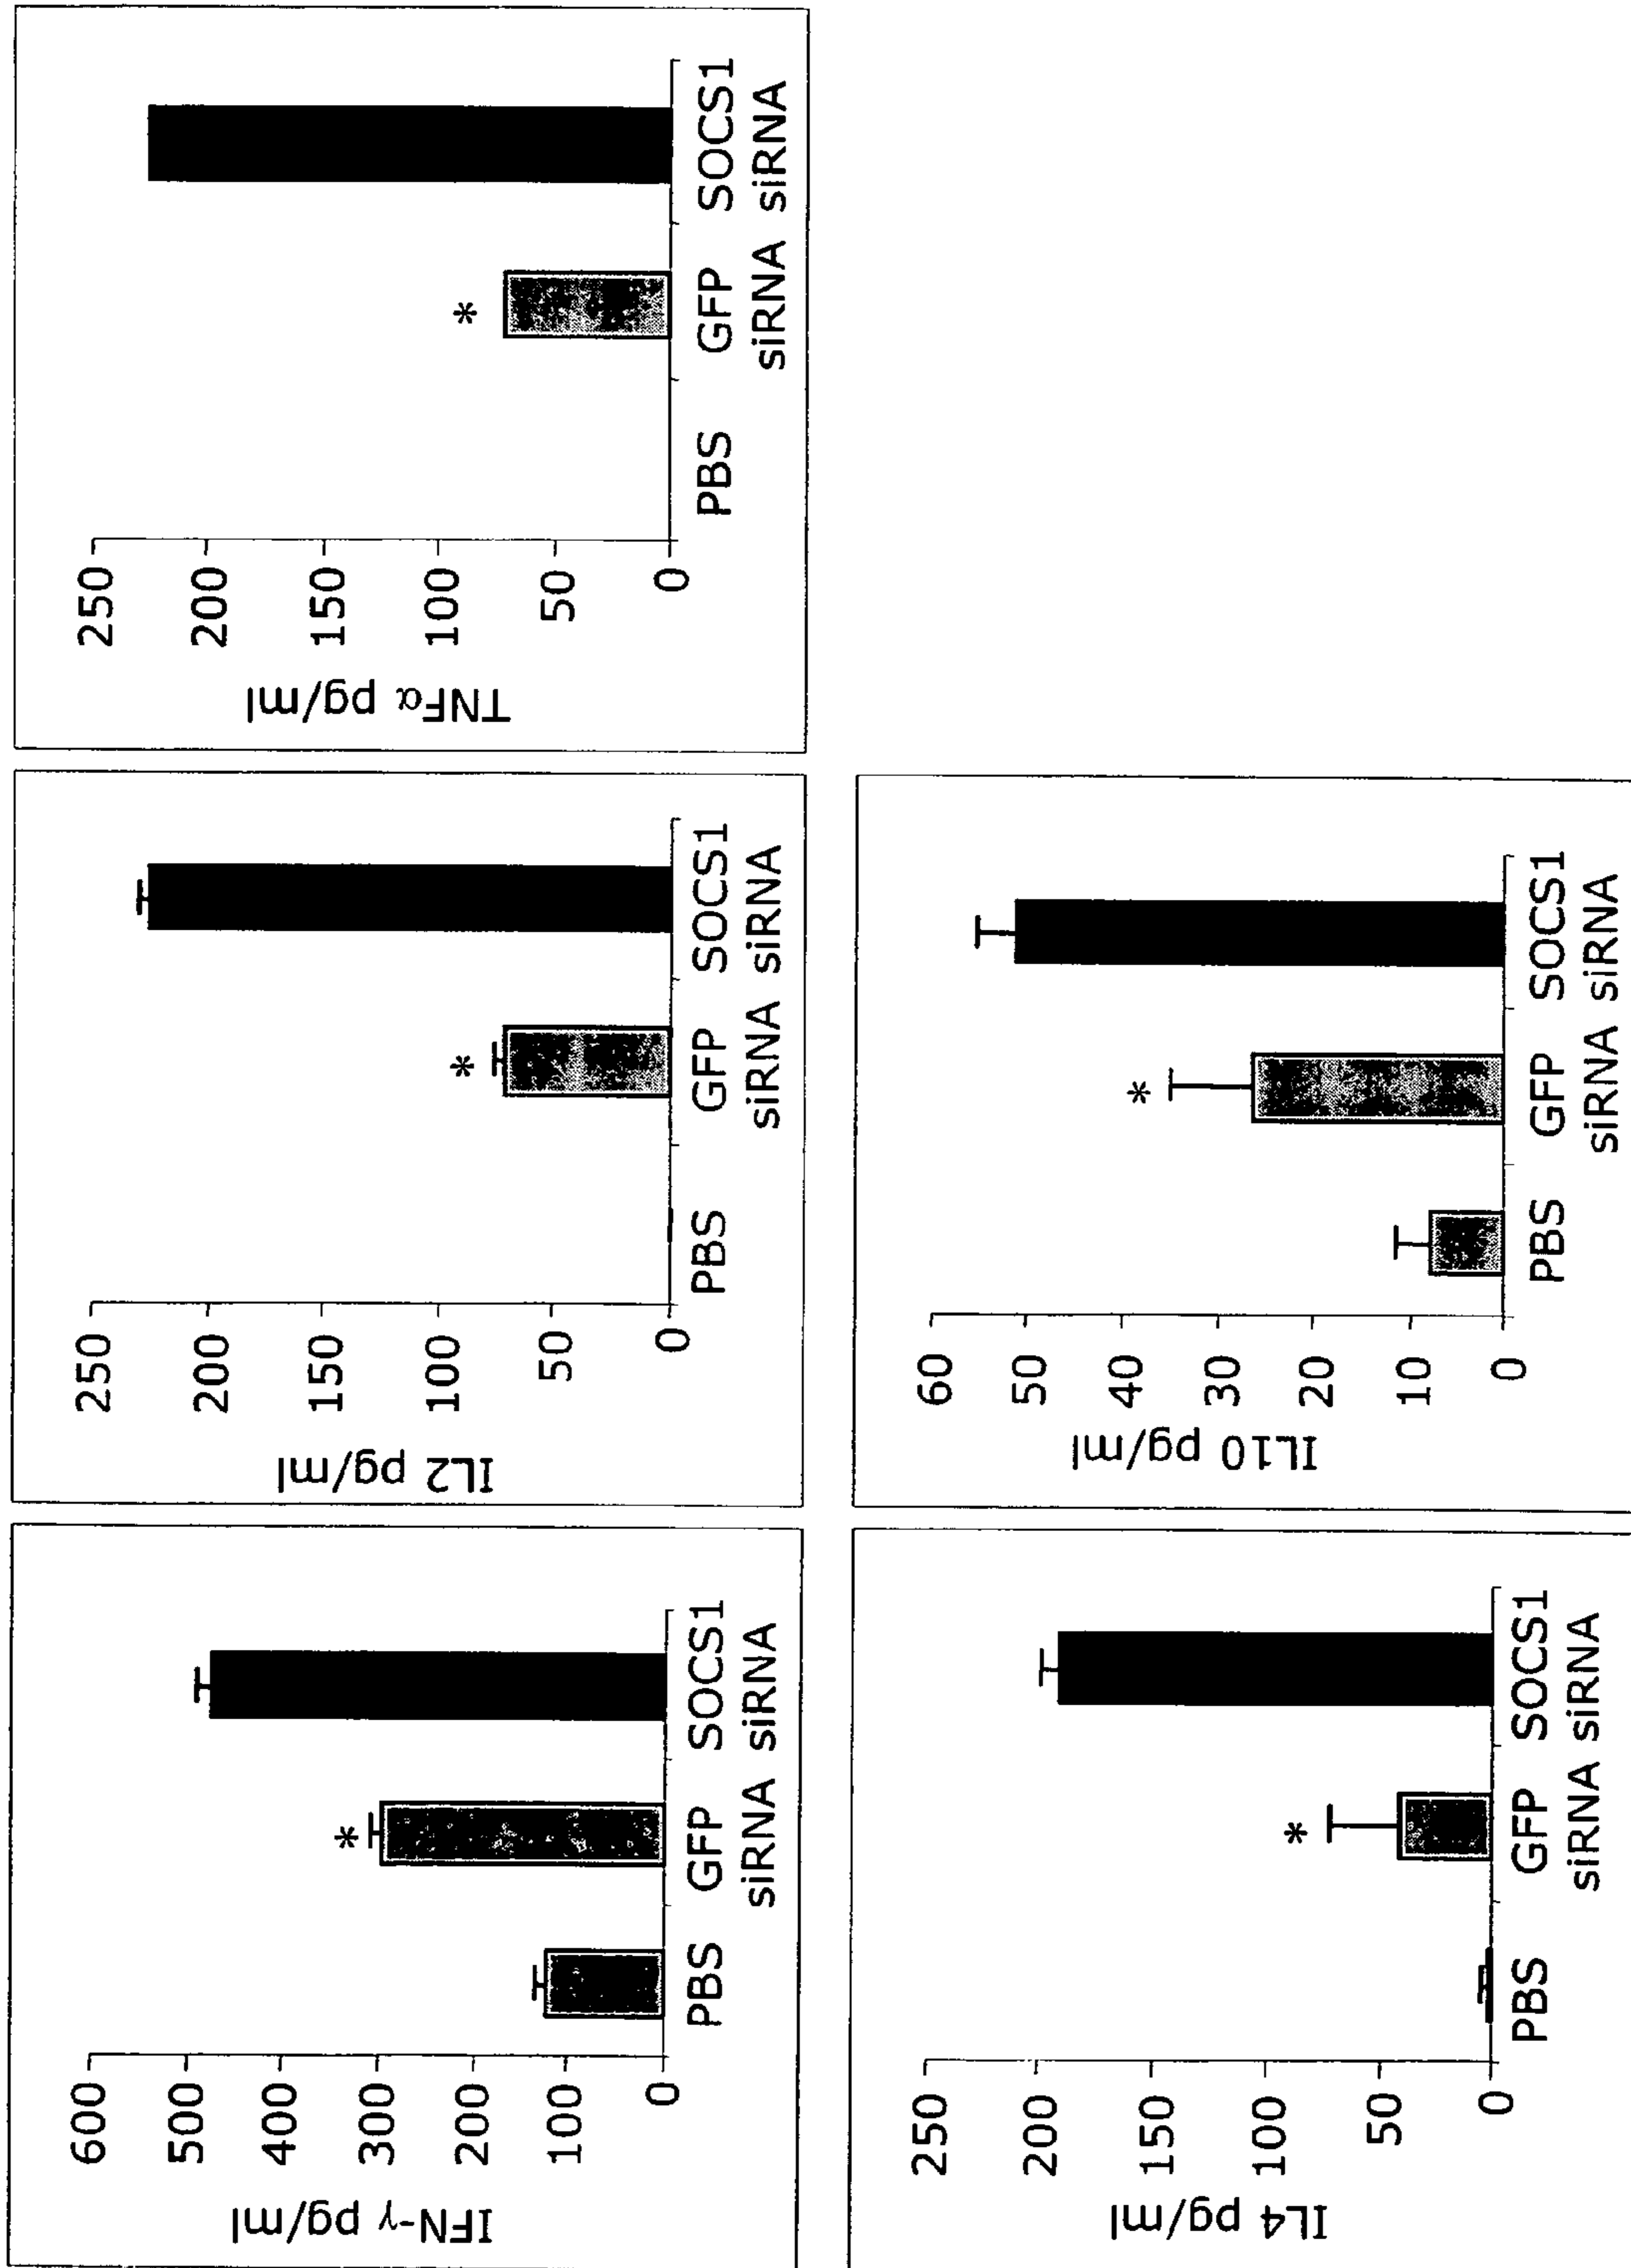 IFN-γ pg/ml
600
500
400
300
200
100
0
*
PBS GFP SOCS1
siRNA siRNA
IL2 pg/ml
250
200
150
100
50
0
*
PBS GFP SOCS1
siRNA siRNA
TNFα pg/ml
250
200
150
100
50
0
*
PBS GFP SOCS1
siRNA siRNA
IL4 pg/ml
250
200
150
100
50
0
*
PBS GFP SOCS1
siRNA siRNA
IL10 pg/ml
60
50
40
30
20
10
0
*
PBS GFP SOCS1
siRNA siRNA